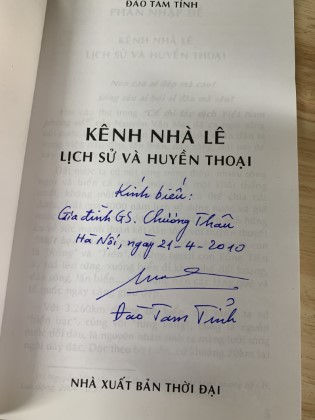 ĐÀO TAM TỈNH
KÊNH NHÀ LÊ
LỊCH SỬ VÀ HUYỀN THOẠI
Kính biếu:
Gia đình GS. Chương Thâu
Hà Nội, ngày 21-4-2010
Đào Tam Tỉnh
NHÀ XUẤT BẢN THỜI ĐẠI